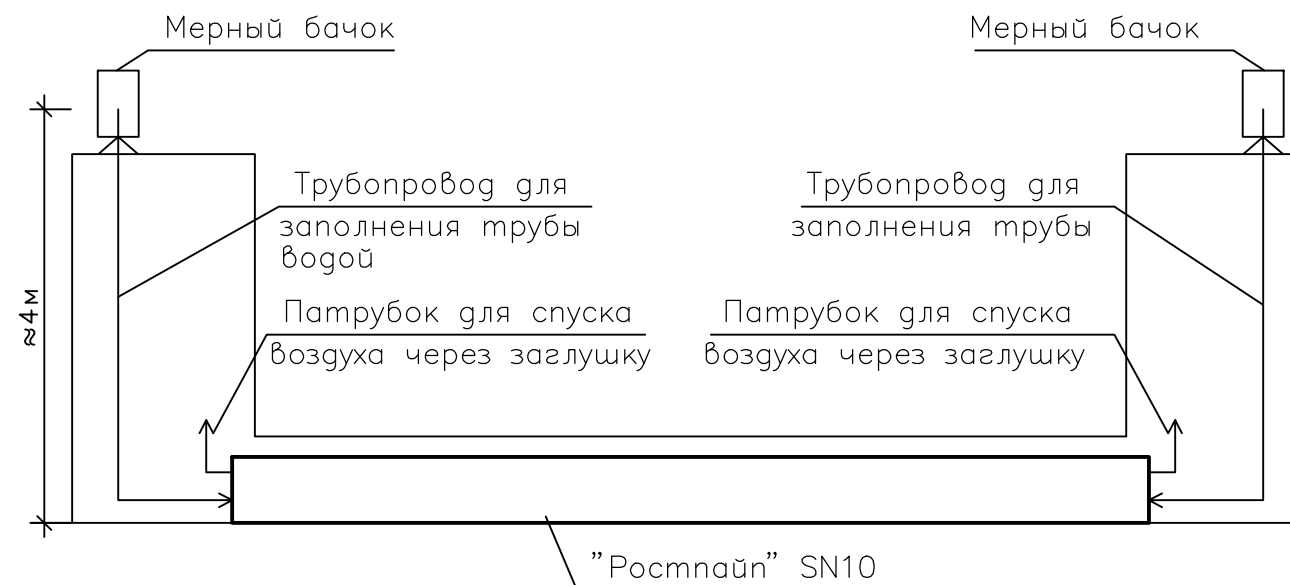 Мерный бачок
Мерный бачок
Трубопровод для
заполнения трубы
водой
Трубопровод для
заполнения трубы
≈4м
Патрубок для спуска
воздуха через заглушку
Патрубок для спуска
воздуха через заглушку
"Ростпайп" SN10